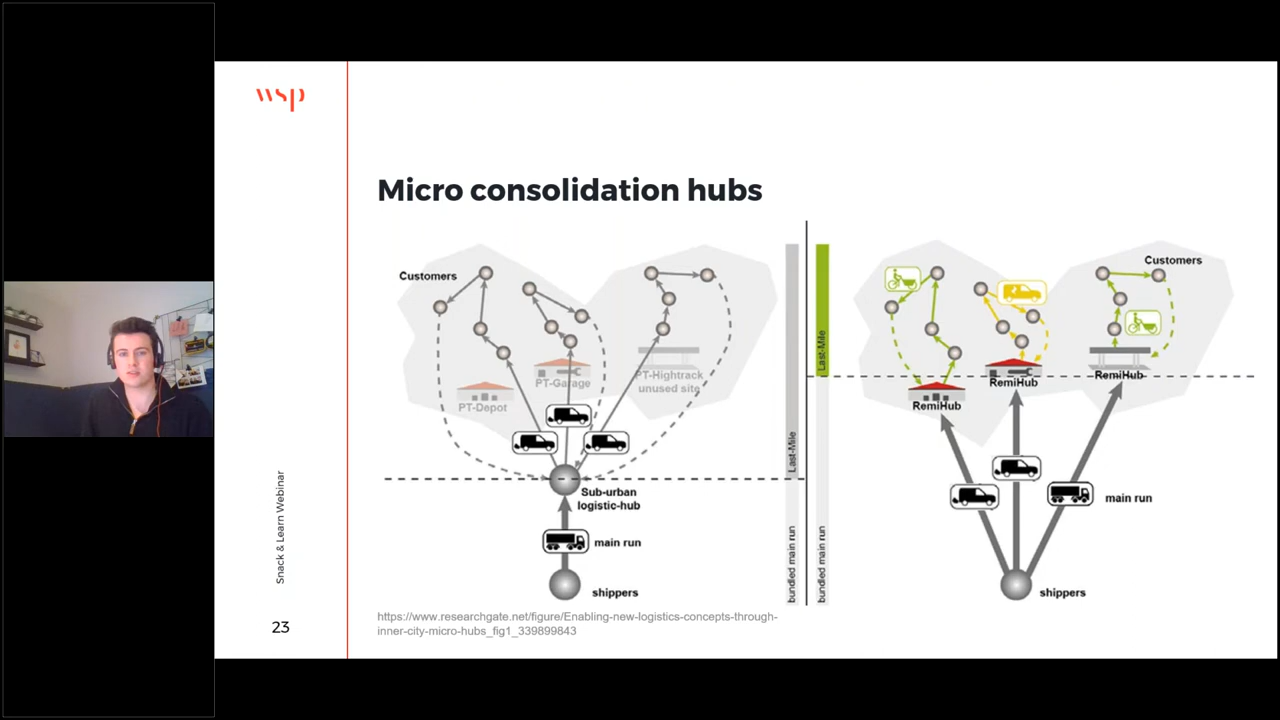 wsp
Micro consolidation hubs
Customers
PT-Depot
PT-Garage
PT-Hightrack
unused site
Sub-urban
logistic-hub
main run
shippers
Last-Mile
bundled main run
Last-Mile
bundled main run
Customers
RemiHub
RemiHub
RemiHub
main run
shippers
https://www.researchgate.net/figure/Enabling-new-logistics-concepts-through-
inner-city-micro-hubs_fig1_339899843
Snack & Learn Webinar
23